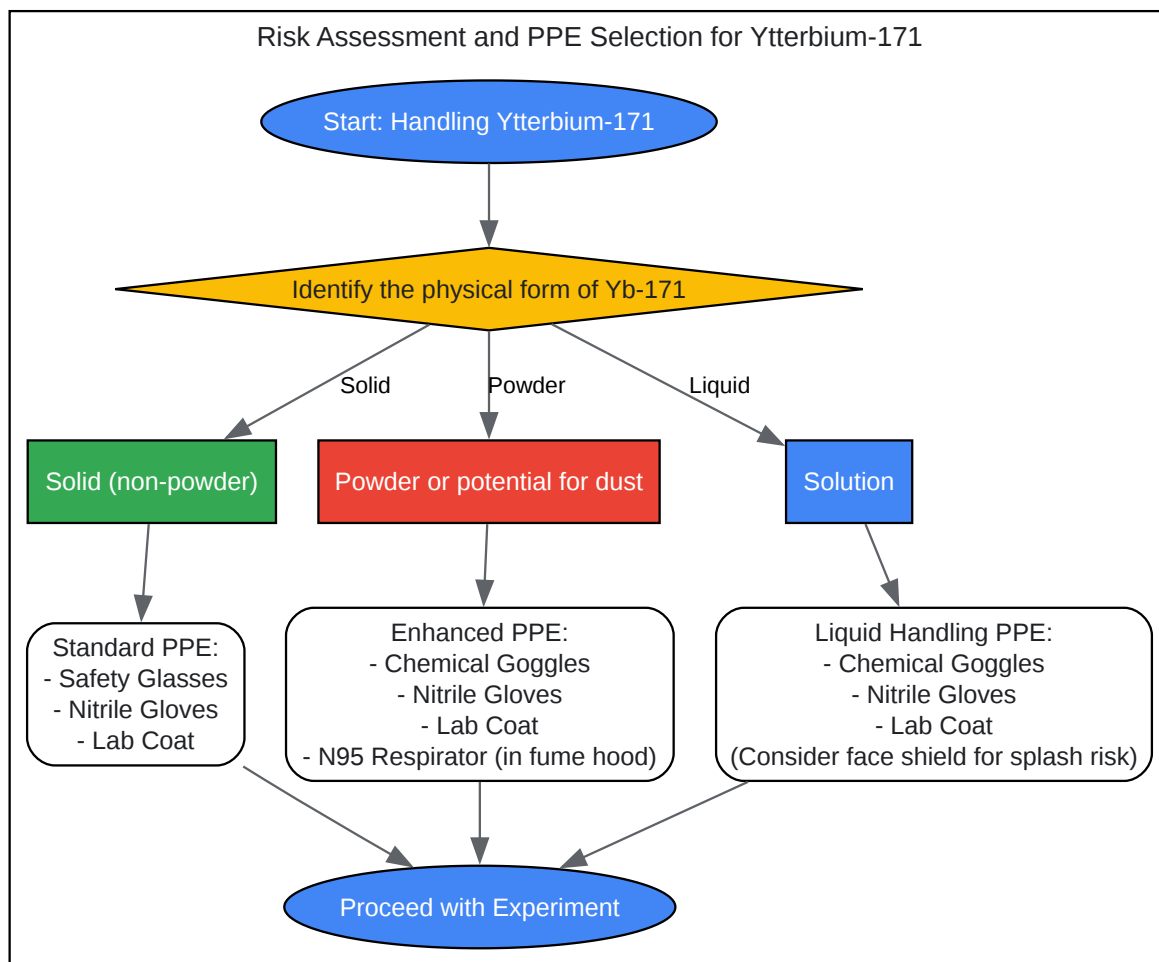 Risk Assessment and PPE Selection for Ytterbium-171
Start: Handling Ytterbium-171
Identify the physical form of Yb-171
Solid
Powder
Liquid
Solid (non-powder)
Powder or potential for dust
Solution
Standard PPE:
- Safety Glasses
- Nitrile Gloves
- Lab Coat
Enhanced PPE:
- Chemical Goggles
- Nitrile Gloves
- Lab Coat
- N95 Respirator (in fume hood)
Liquid Handling PPE:
- Chemical Goggles
- Nitrile Gloves
- Lab Coat
(Consider face shield for splash risk)
Proceed with Experiment